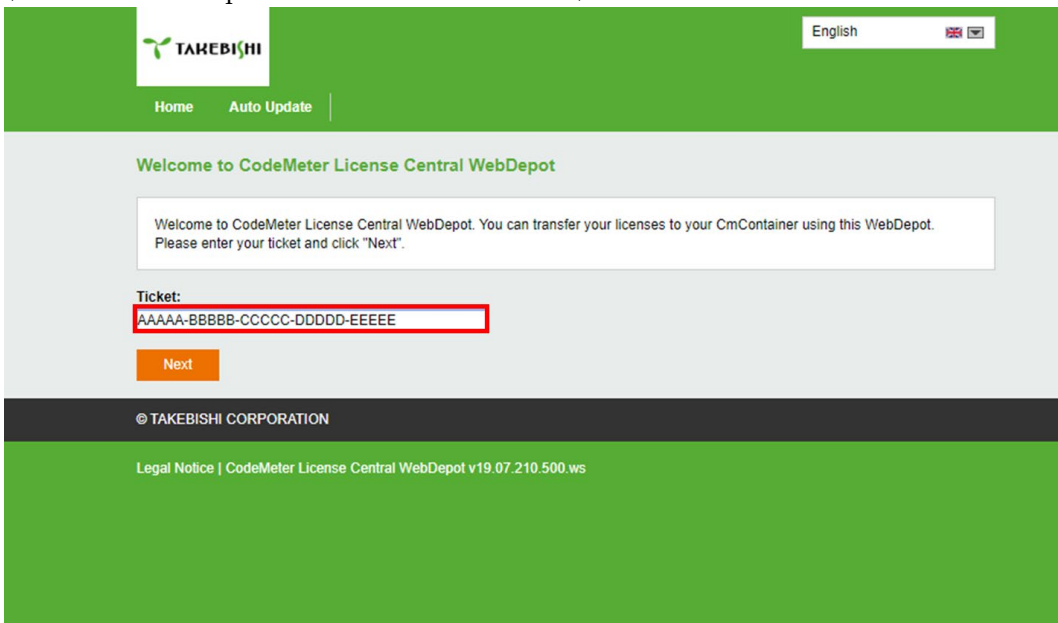 TAKEBISHI
English
Home Auto Update
Welcome to CodeMeter License Central WebDepot
Welcome to CodeMeter License Central WebDepot. You can transfer your licenses to your CmContainer using this WebDepot.
Please enter your ticket and click "Next".
Ticket:
AAAAA-BBBBB-CCCCC-DDDDD-EEEEE
Next
© TAKEBISHI CORPORATION
Legal Notice | CodeMeter License Central WebDepot v19.07.210.500.ws